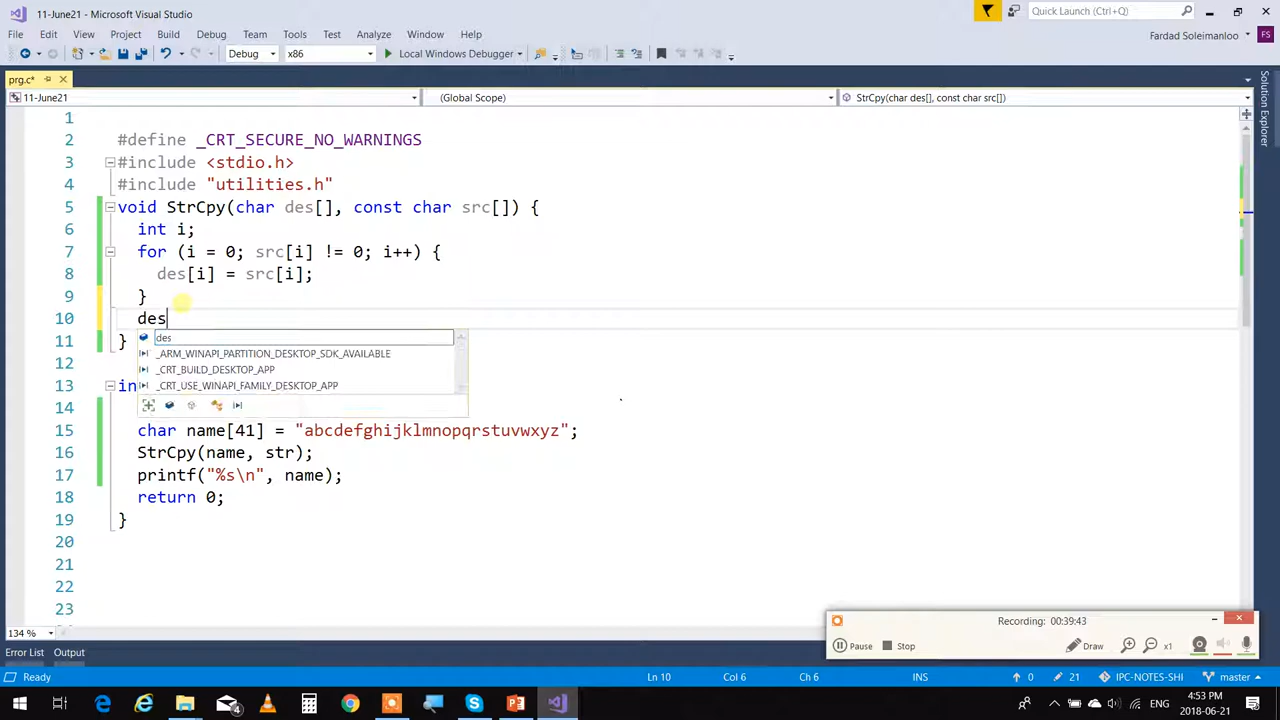 11-June21 - Microsoft Visual Studio
Quick Launch (Ctrl+Q)
File Edit View Project Build Debug Team Tools Test Analyze Window Help
Fardad Soleimanloo FS
Debug x86 Local Windows Debugger
prg.c*
11-June21 (Global Scope) StrCpy(char des[], const char src[])
1
2 #define _CRT_SECURE_NO_WARNINGS
3 #include <stdio.h>
4 #include "utilities.h"
5 void StrCpy(char des[], const char src[]) {
6 int i;
7 for (i = 0; src[i] != 0; i++) {
8 des[i] = src[i];
9 }
10 des
des
11 }
_ARM_WINAPI_PARTITION_DESKTOP_SDK_AVAILABLE
12
_CRT_BUILD_DESKTOP_APP
13 in
_CRT_USE_WINAPI_FAMILY_DESKTOP_APP
14
15 char name[41] = "abcdefghijklmnopqrstuvwxyz";
16 StrCpy(name, str);
17 printf("%s\n", name);
18 return 0;
19 }
20
21
22
23
Solution Explorer
134 %
Recording: 00:39:43
Pause Stop Draw x1
Error List Output
Ready Ln 10 Col 6 Ch 6 INS 0 21 IPC-NOTES-SHI master
4:53 PM
2018-06-21